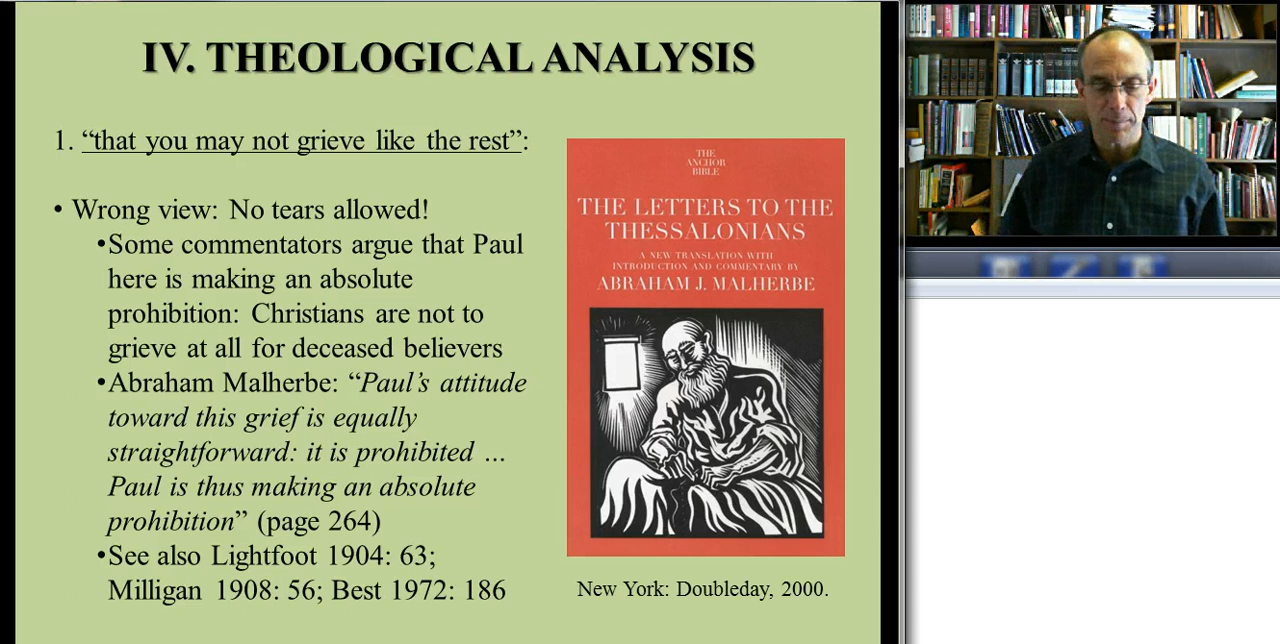 IV. THEOLOGICAL ANALYSIS
1. “that you may not grieve like the rest”:
• Wrong view: No tears allowed!
•Some commentators argue that Paul
here is making an absolute
prohibition: Christians are not to
grieve at all for deceased believers
•Abraham Malherbe: “Paul’s attitude
toward this grief is equally
straightforward: it is prohibited …
Paul is thus making an absolute
prohibition” (page 264)
•See also Lightfoot 1904: 63;
Milligan 1908: 56; Best 1972: 186
THE
ANCHOR
BIBLE
THE LETTERS TO THE
THESSALONIANS
A NEW TRANSLATION WITH
INTRODUCTION AND COMMENTARY BY
ABRAHAM J. MALHERBE
New York: Doubleday, 2000.